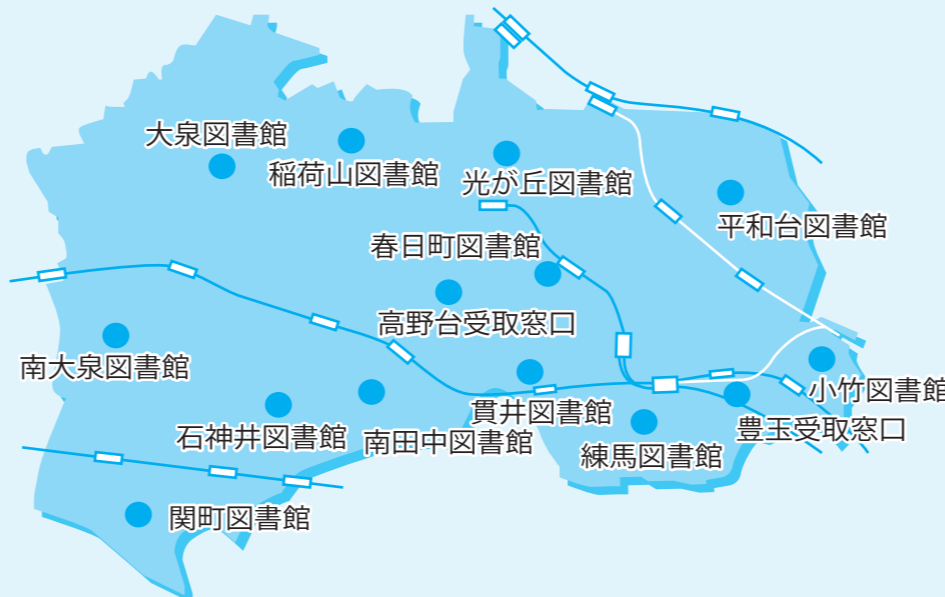 大泉図書館
稲荷山図書館
光が丘図書館
平和台図書館
春日町図書館
高野台受取窓口
南大泉図書館
小竹図書館
貫井図書館
豊玉受取窓口
石神井図書館
南田中図書館
練馬図書館
関町図書館